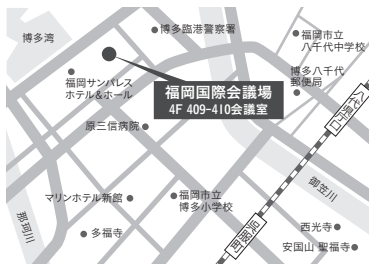 博多湾
博多臨港警察署
福岡市立
八千代中学校
福岡サンパレス
ホテル&ホール
福岡国際会議場
4F 409-410会議室
博多八千代
郵便局
原三信病院
千代県庁口
マリンホテル新館
福岡市立
博多小学校
御笠川
那珂川
多福寺
呉服町
西光寺
安国山 聖福寺